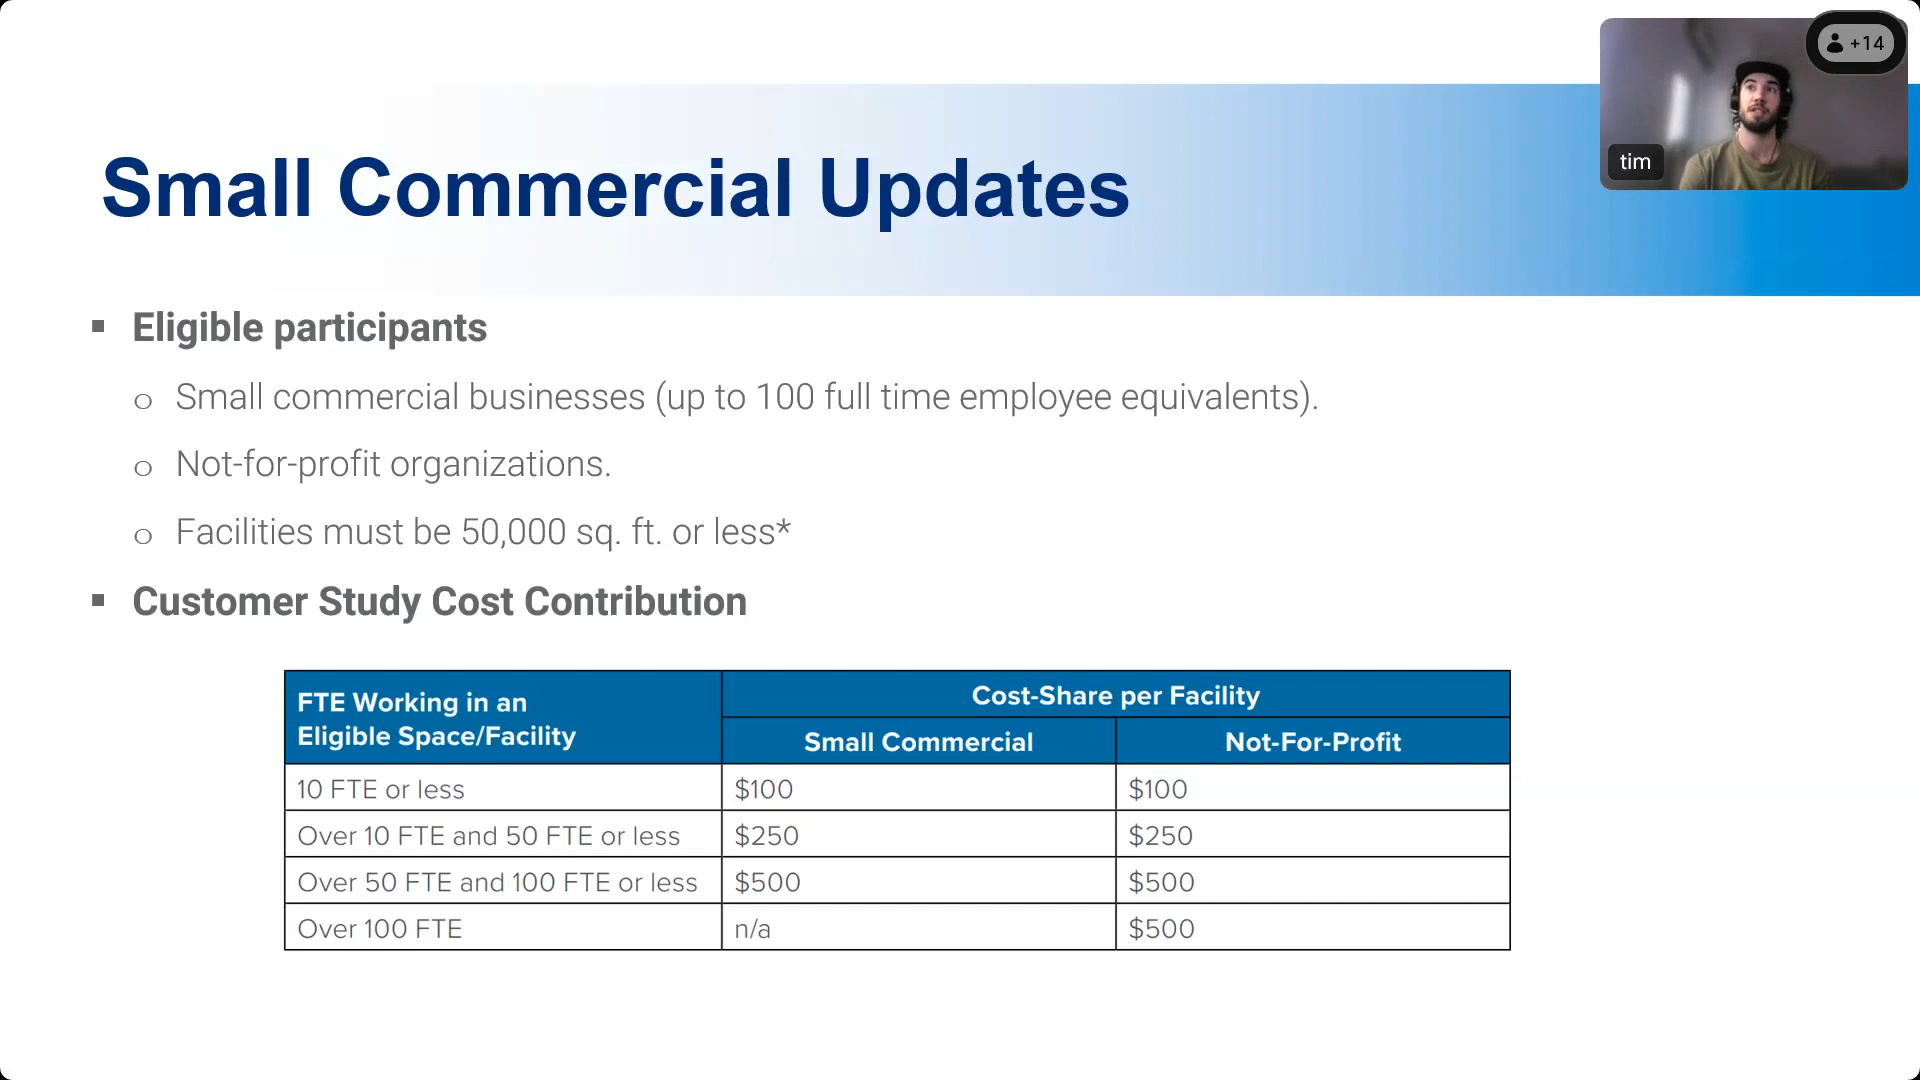 +14
tim
Small Commercial Updates
▪ Eligible participants
o Small commercial businesses (up to 100 full time employee equivalents).
o Not-for-profit organizations.
o Facilities must be 50,000 sq. ft. or less*
▪ Customer Study Cost Contribution
FTE Working in an
Eligible Space/Facility
Cost-Share per Facility
Small Commercial Not-For-Profit
10 FTE or less $100 $100
Over 10 FTE and 50 FTE or less $250 $250
Over 50 FTE and 100 FTE or less $500 $500
Over 100 FTE n/a $500